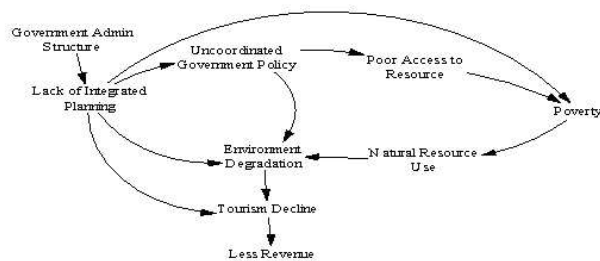 Government Admin
Structure
Uncoordinated
Government Policy
Poor Access to
Resource
Lack of Integrated
Planning
Poverty
Environment
Degradation
Natural Resource
Use
Tourism Decline
Less Revenue